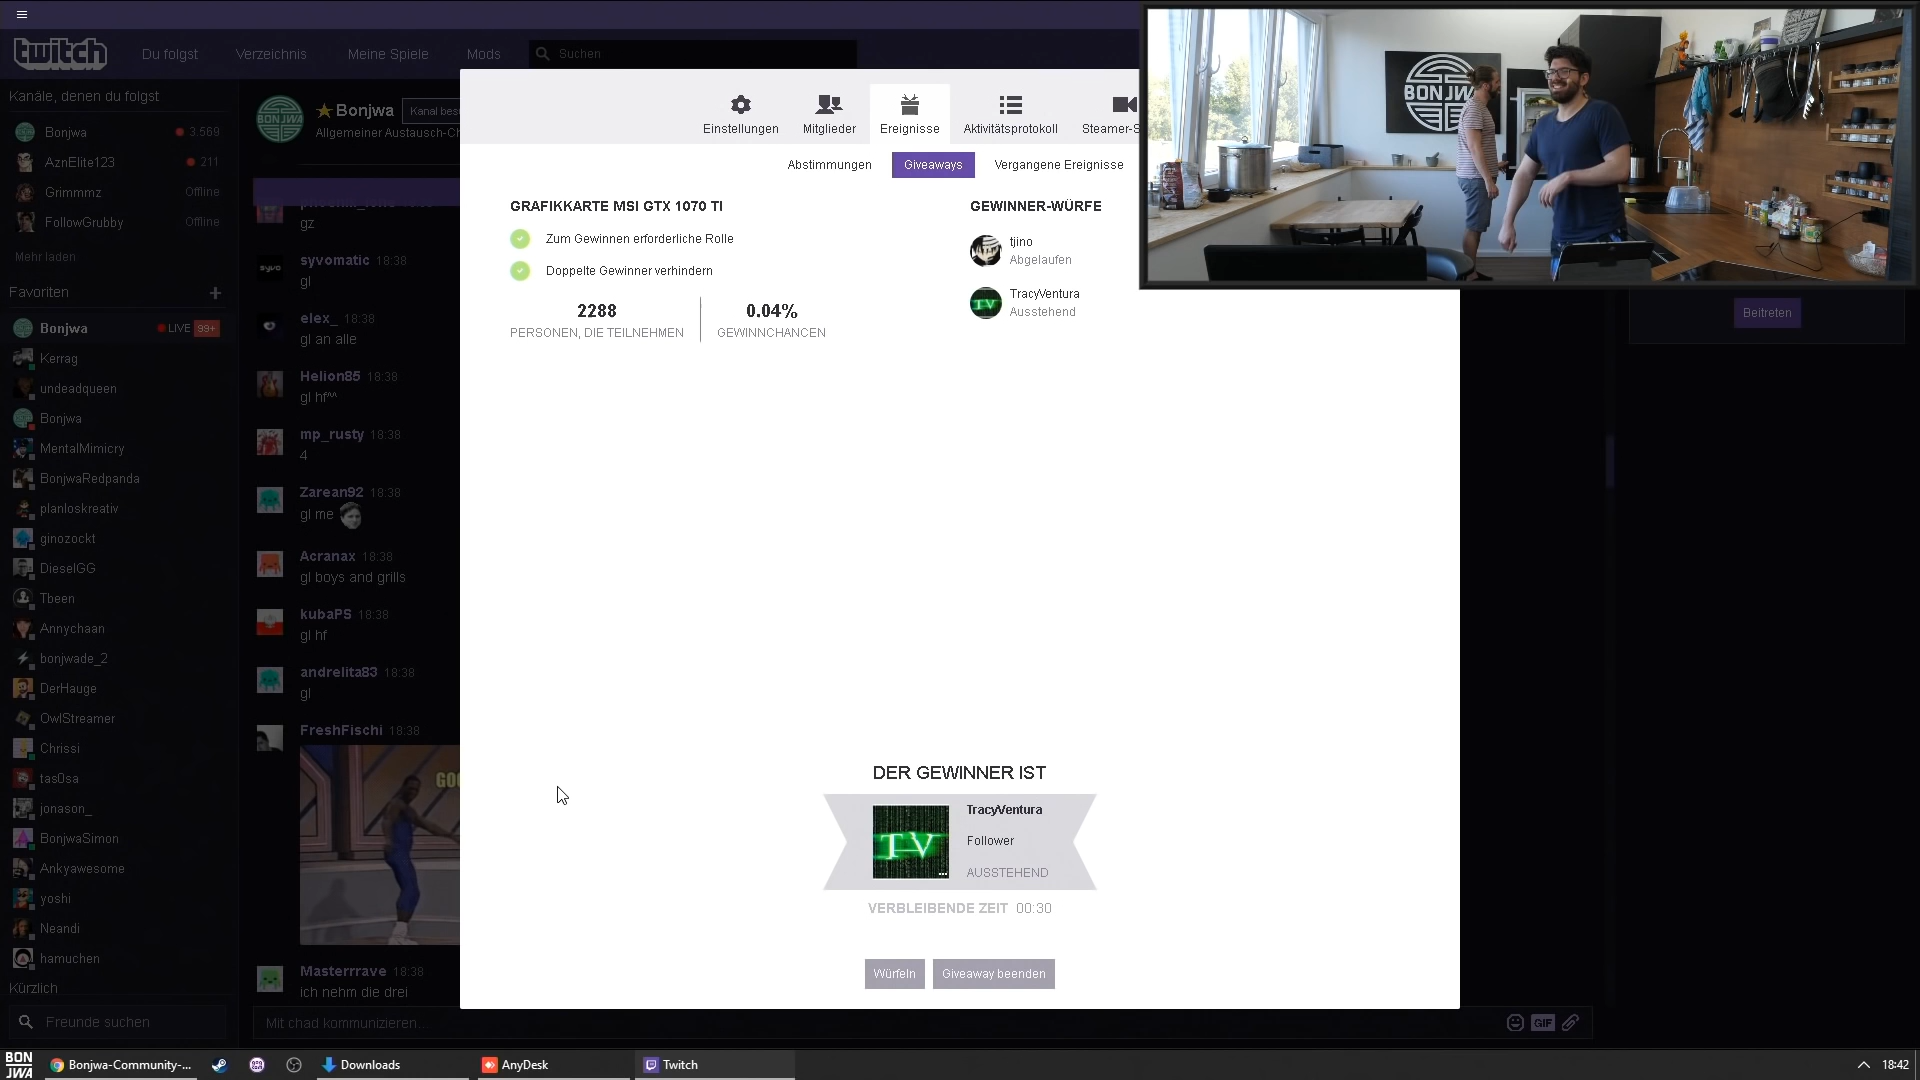 twitch
Du folgst
Verzeichnis
Meine Spiele
Mods
Suchen
Kanäle, denen du folgst
Bonjwa
3.569
AznElite123
211
Grimmmz
Offline
FollowGrubby
Offline
Mehr laden
Favoriten
Bonjwa
LIVE 99+
Kerrag
undeadqueen
Bonjwa
MentalMimicry
BonjwaRedpanda
planloskreativ
ginozockt
DieselGG
Tbeen
Annychaan
bonjwade_2
DerHauge
OwlStreamer
Chrissi
tas0sa
jonason_
BonjwaSimon
Ankyawesome
yoshi
Neandi
hamuchen
Kürzlich
Freunde suchen
Bonjwa
Allgemeiner Austausch-Ch
gz
syvomatic 18:38
gl
elex_ 18:38
gl an alle
Helion85 18:38
gl hf^^
mp_rusty 18:38
4
Zarean92 18:38
gl me
Acranax 18:38
gl boys and grills
kubaPS 18:38
gl hf
andrelita83 18:38
gl
FreshFischi 18:38
Masterrrave 18:38
ich nehm die drei
Mit chad kommunizieren...
GIF
Einstellungen
Mitglieder
Ereignisse
Aktivitätsprotokoll
Steamer-S
Abstimmungen
Giveaways
Vergangene Ereignisse
GRAFIKKARTE MSI GTX 1070 TI
Zum Gewinnen erforderliche Rolle
Doppelte Gewinner verhindern
2288
PERSONEN, DIE TEILNEHMEN
0.04%
GEWINNCHANCEN
GEWINNER-WÜRFE
tjino
Abgelaufen
TracyVentura
Ausstehend
DER GEWINNER IST
TV
TracyVentura
Follower
AUSSTEHEND
VERBLEIBENDE ZEIT 00:30
Würfeln
Giveaway beenden
BONJWA
Beitreten
BON
JWA
Bonjwa-Community-...
Downloads
AnyDesk
Twitch
18:42